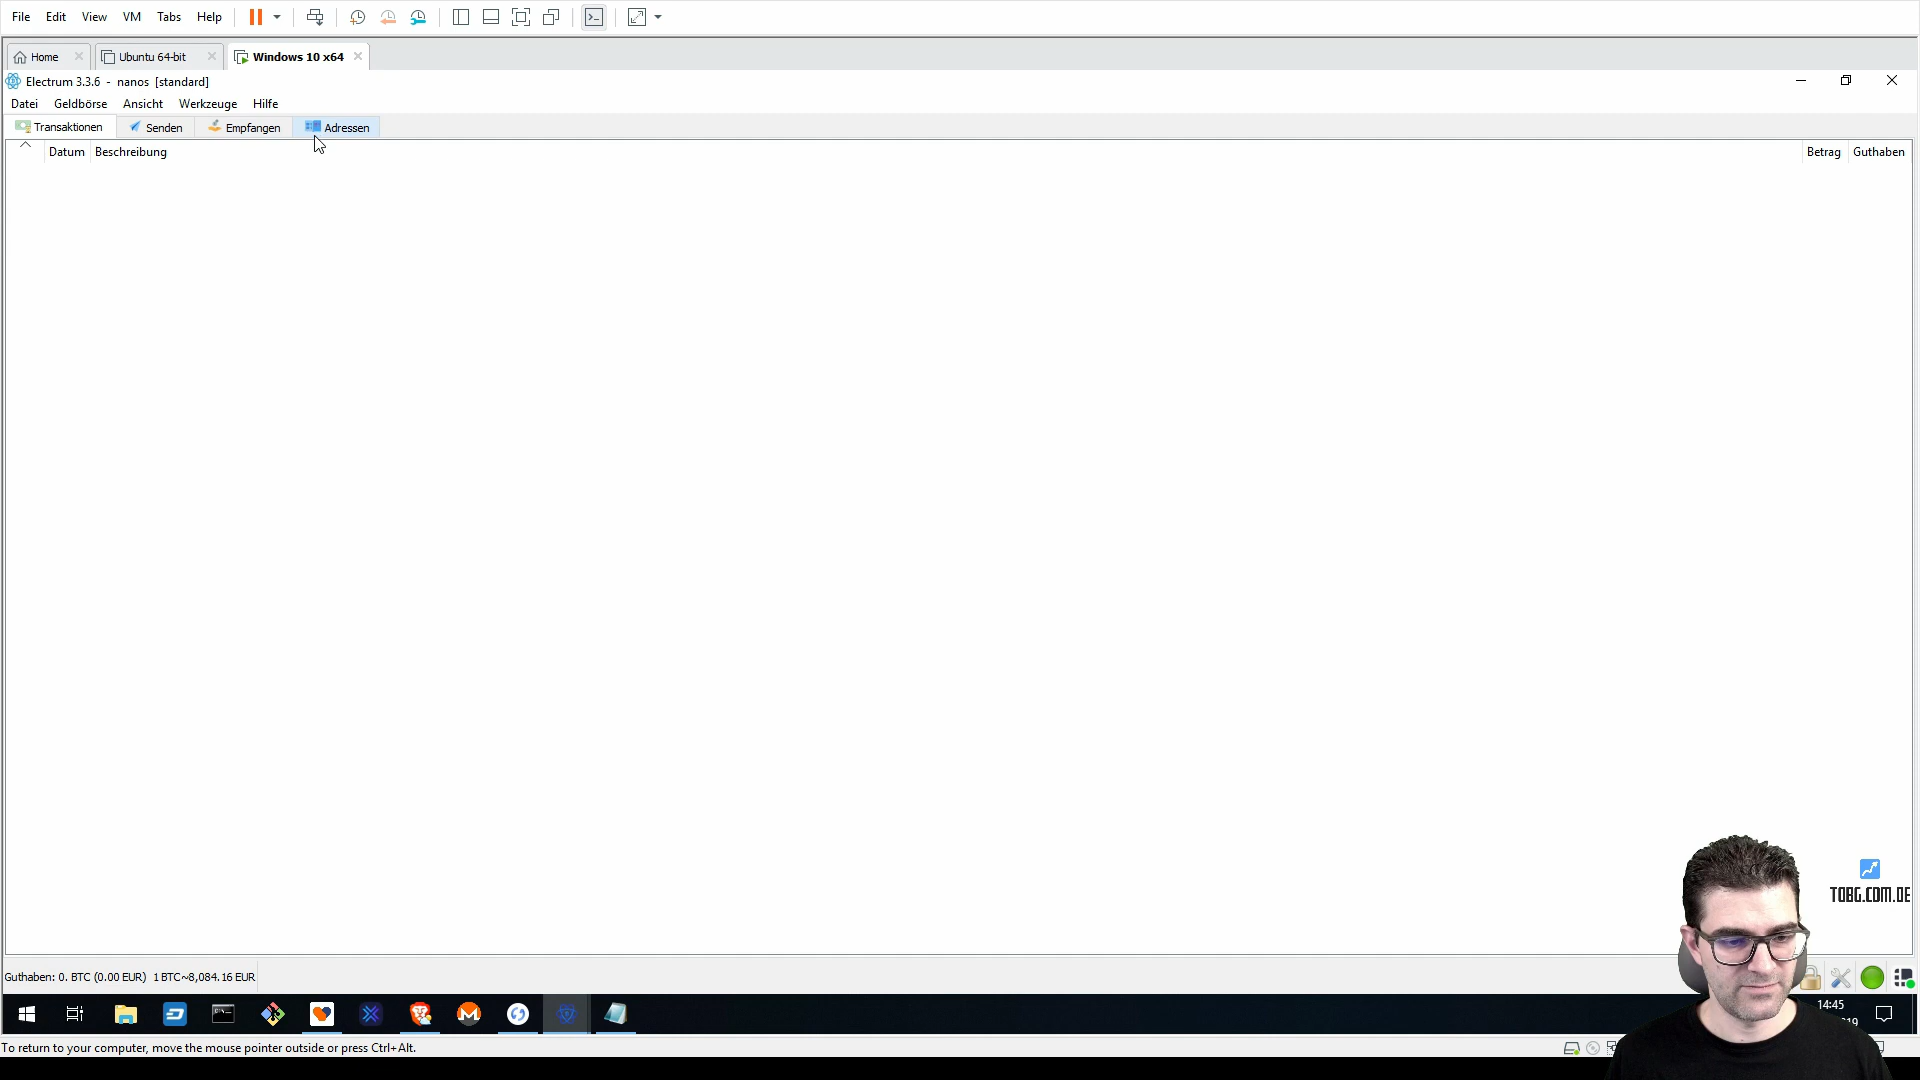 File Edit View VM Tabs Help
Home Ubuntu 64-bit Windows 10 x64
Electrum 3.3.6 - nanos [standard]
Datei Geldbörse Ansicht Werkzeuge Hilfe
Transaktionen Senden Empfangen Adressen
Datum Beschreibung Betrag Guthaben
TOBG.COM.DE
Guthaben: 0. BTC (0.00 EUR) 1 BTC~8,084.16 EUR
14:45
To return to your computer, move the mouse pointer outside or press Ctrl+Alt.